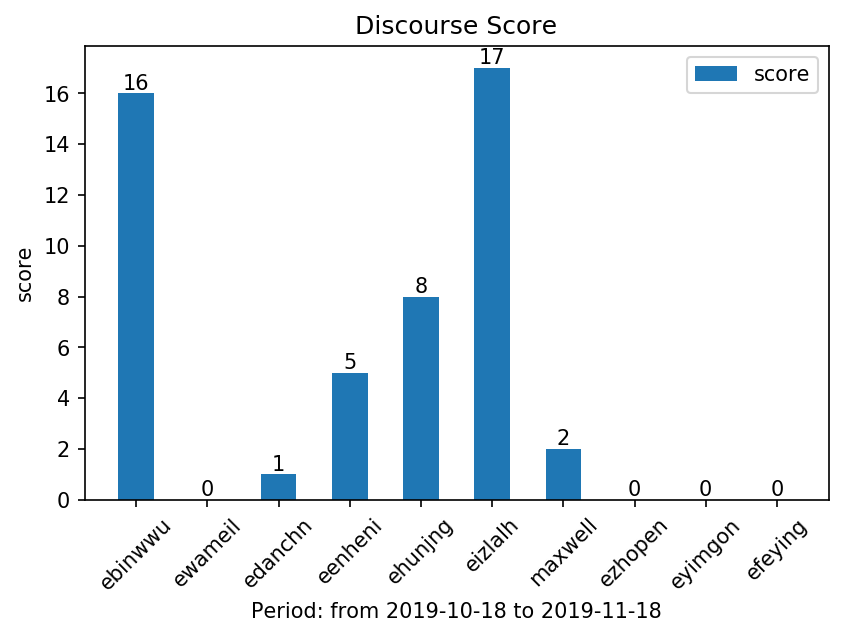 Discourse Score
score
score
16
14
12
10
8
6
4
2
0
16
0
1
5
8
17
2
0
0
0
ebinwwu
ewameil
edanchn
eenheni
ehunjng
eizlalh
maxwell
ezhopen
eyimgon
efeying
Period: from 2019-10-18 to 2019-11-18